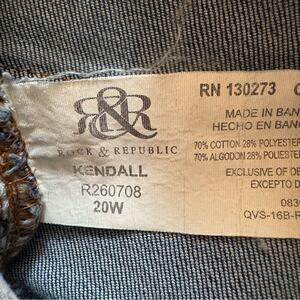 R&R
ROCK & REPUBLIC
KENDALL
R260708
20W
RN 130273
MADE IN BAN
HECHO EN BAN
70% COTTON 28% POLYESTER
70% ALGODON 28% POLIESTER
EXCLUSIVE OF DE
EXCEPTO D
083
QVS-16B-R